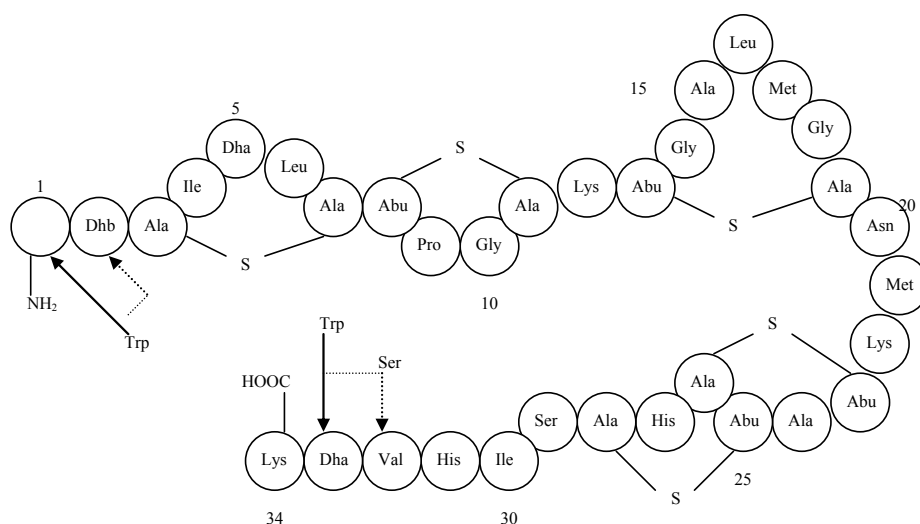 Leu
15
Ala
Met
Gly
5
Dha
S
Gly
1
Ile
Leu
Ala
Abu
Ala
Lys
Abu
Ala
20
Dhb
Ala
S
Pro
Gly
S
Asn
NH₂
10
Met
Trp
Trp
S
Ser
Lys
HOOC
Ala
Abu
Ser
Ala
His
Abu
Ala
Lys
Dha
Val
His
Ile
25
S
34
30